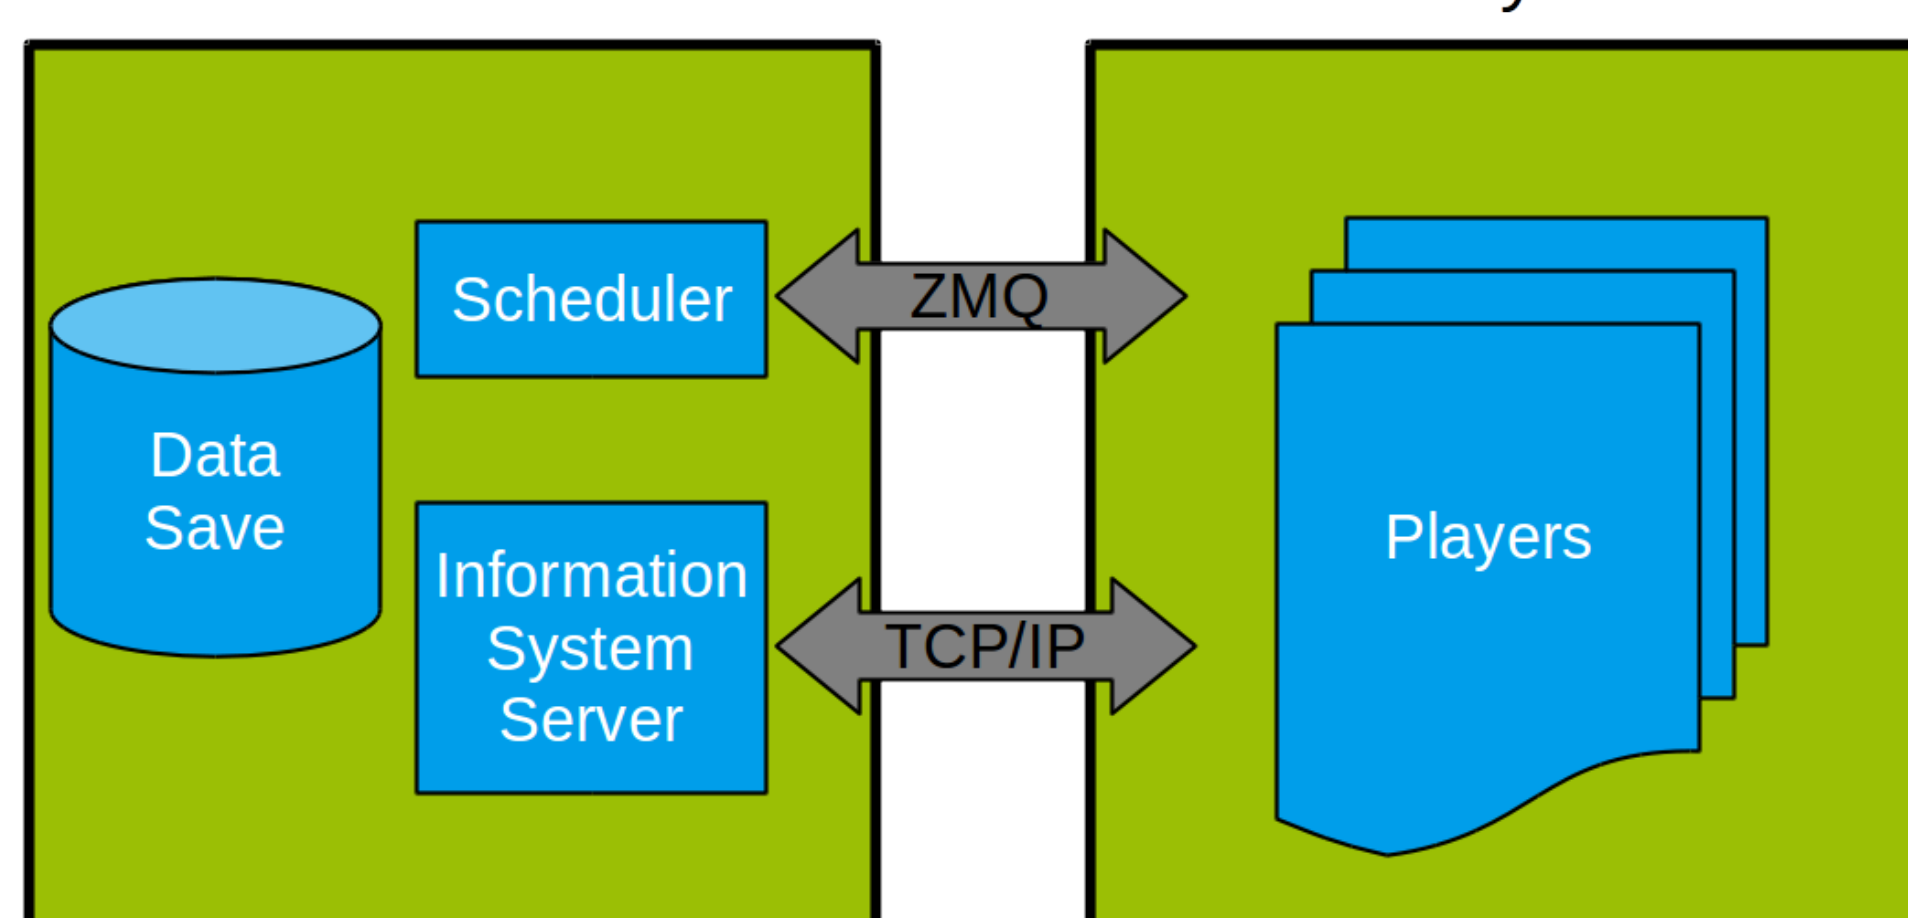 Scheduler
ZMQ
Data
Save
Players
Information
System
Server
TCP/IP